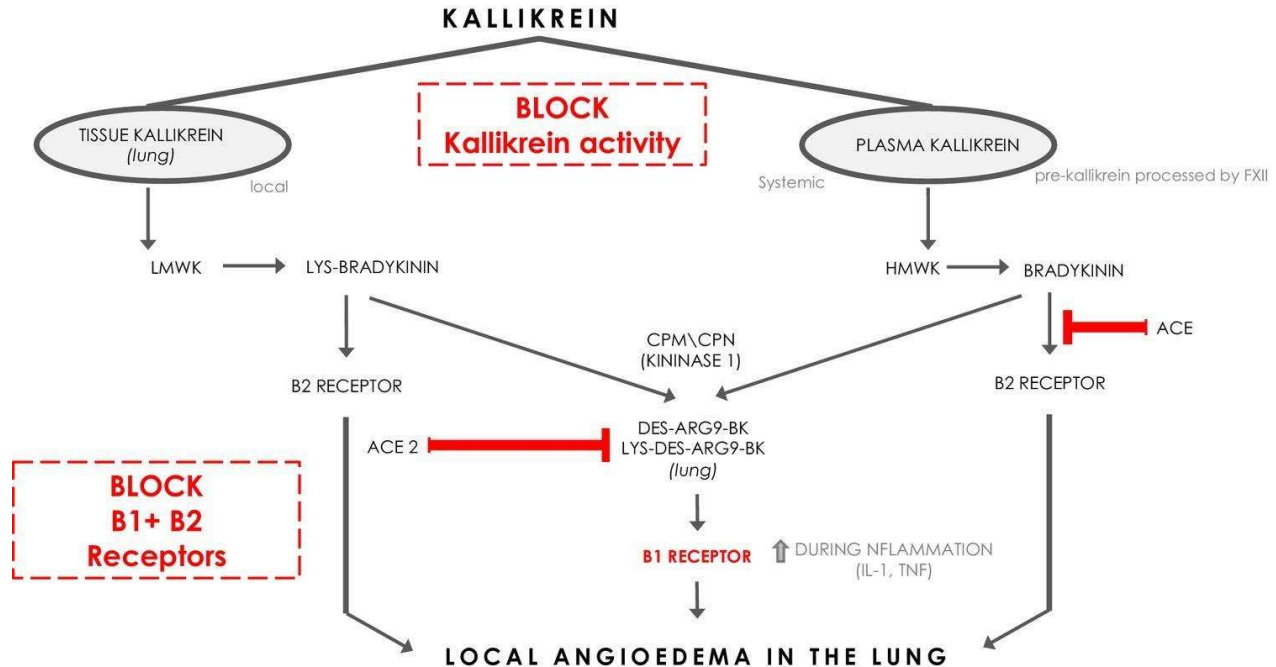 KALLIKREIN
BLOCK
Kallikrein activity
TISSUE KALLIKREIN
(lung)
local
PLASMA KALLIKREIN
Systemic
pre-kallikrein processed by FXII
LMWK
LYS-BRADYKININ
HMWK
BRADYKININ
CPM\CPN
(KININASE 1)
ACE
B2 RECEPTOR
B2 RECEPTOR
ACE 2
DES-ARG9-BK
LYS-DES-ARG9-BK
(lung)
BLOCK
B1+ B2
Receptors
B1 RECEPTOR
DURING NFLAMMATION
(IL-1, TNF)
LOCAL ANGIOEDEMA IN THE LUNG